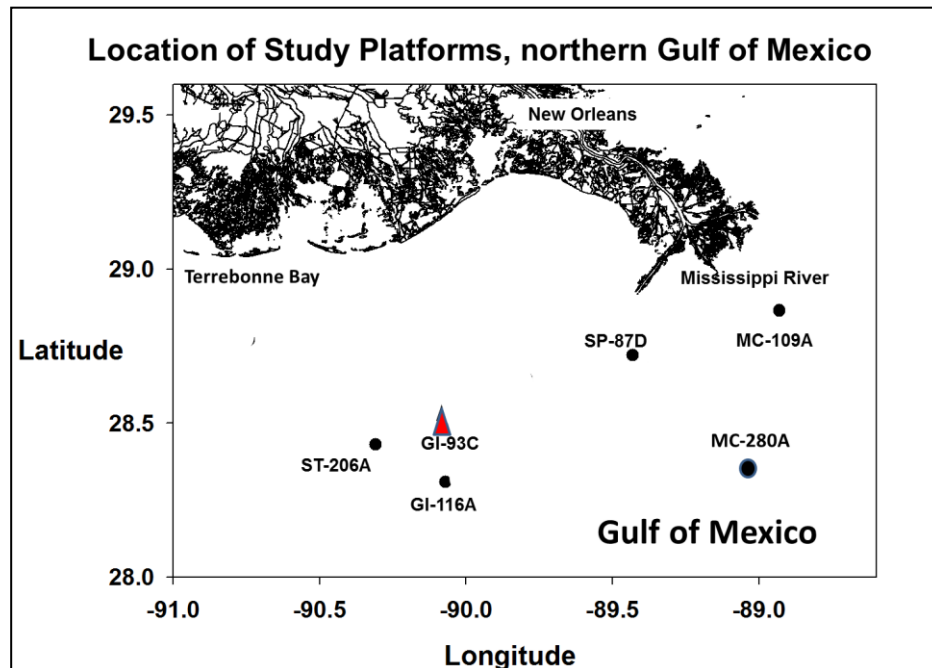 Location of Study Platforms, northern Gulf of Mexico
29.5
New Orleans
29.0
Terrebonne Bay
Mississippi River
Latitude
SP-87D
MC-109A
28.5
GI-93C
MC-280A
ST-206A
GI-116A
Gulf of Mexico
28.0
-91.0 -90.5 -90.0 -89.5 -89.0
Longitude